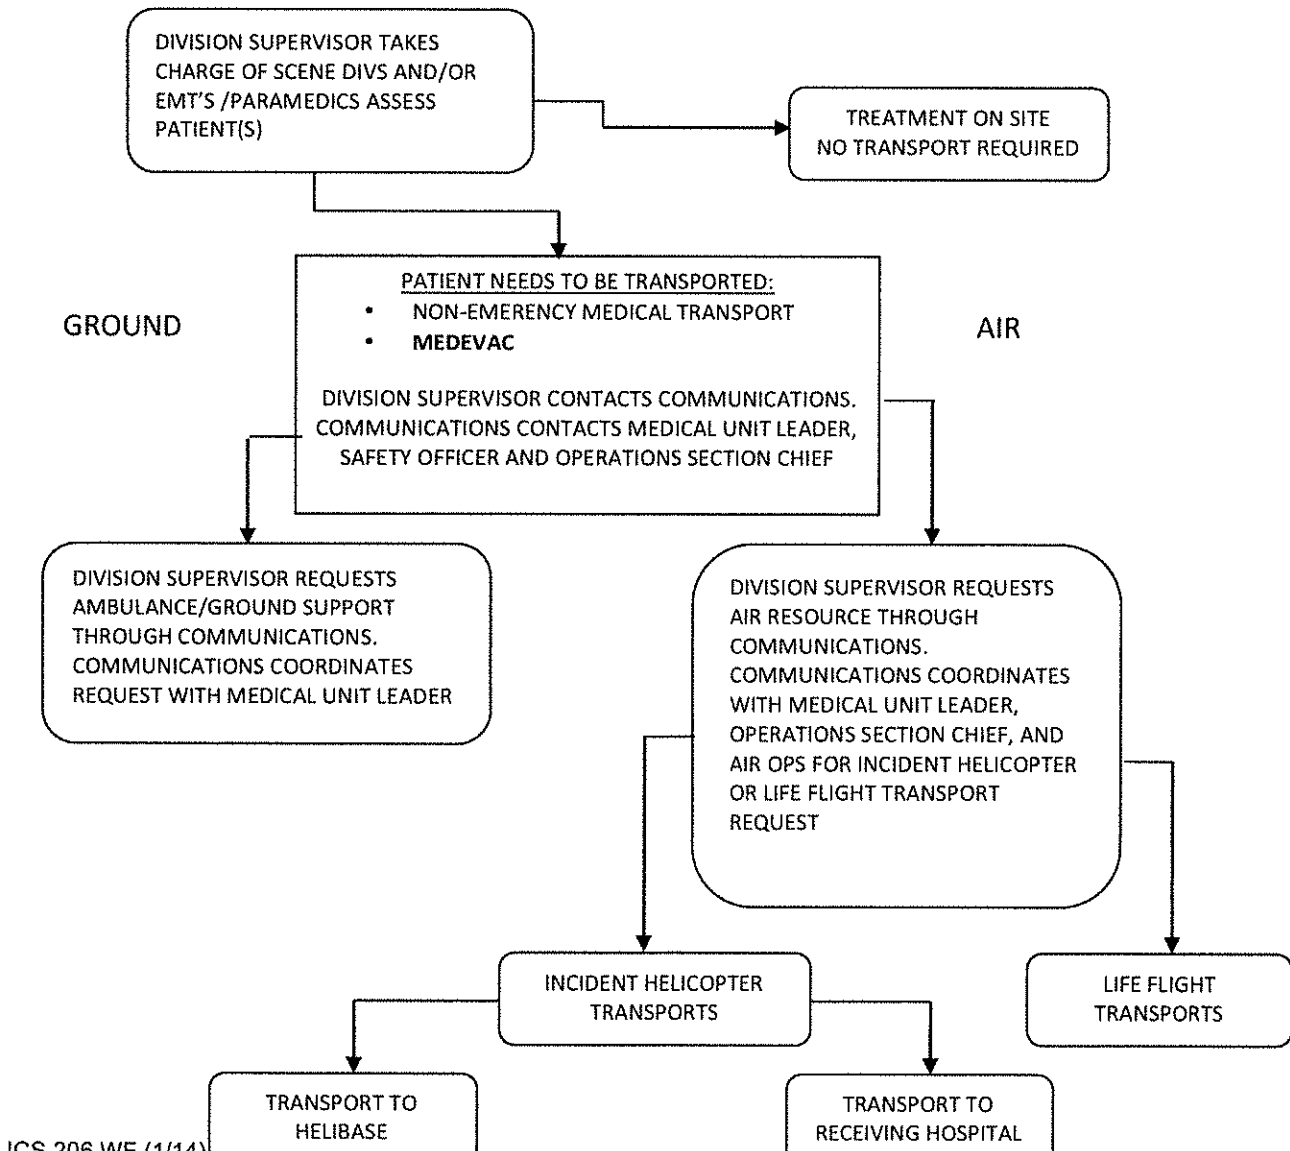 DIVISION SUPERVISOR TAKES
CHARGE OF SCENE DIVS AND/OR
EMT'S /PARAMEDICS ASSESS
PATIENT(S)
TREATMENT ON SITE
NO TRANSPORT REQUIRED
PATIENT NEEDS TO BE TRANSPORTED:
• NON-EMERENCY MEDICAL TRANSPORT
• MEDEVAC
GROUND
AIR
DIVISION SUPERVISOR CONTACTS COMMUNICATIONS.
COMMUNICATIONS CONTACTS MEDICAL UNIT LEADER,
SAFETY OFFICER AND OPERATIONS SECTION CHIEF
DIVISION SUPERVISOR REQUESTS
AMBULANCE/GROUND SUPPORT
THROUGH COMMUNICATIONS.
COMMUNICATIONS COORDINATES
REQUEST WITH MEDICAL UNIT LEADER
DIVISION SUPERVISOR REQUESTS
AIR RESOURCE THROUGH
COMMUNICATIONS.
COMMUNICATIONS COORDINATES
WITH MEDICAL UNIT LEADER,
OPERATIONS SECTION CHIEF, AND
AIR OPS FOR INCIDENT HELICOPTER
OR LIFE FLIGHT TRANSPORT
REQUEST
INCIDENT HELICOPTER
TRANSPORTS
LIFE FLIGHT
TRANSPORTS
TRANSPORT TO
HELIBASE
TRANSPORT TO
RECEIVING HOSPITAL
ICS 206 WF (1/14)